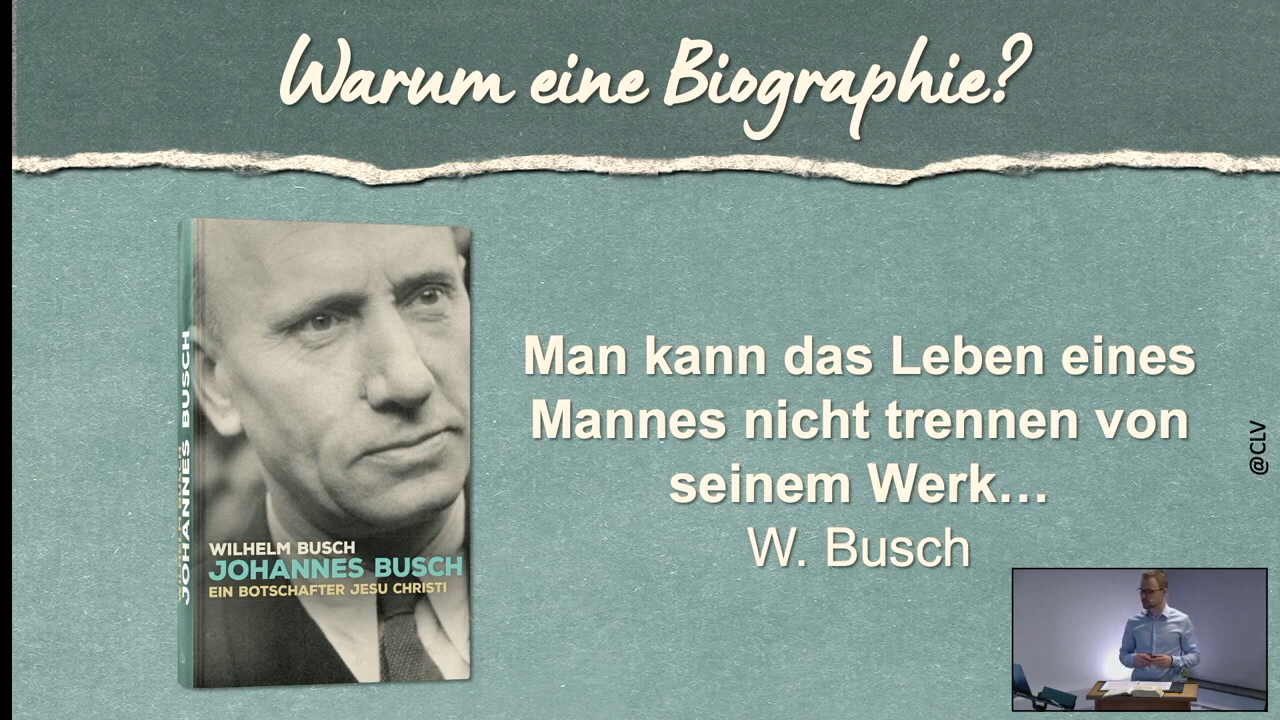 Warum eine Biographie?
JOHANNES BUSCH
WILHELM BUSCH
JOHANNES BUSCH
EIN BOTSCHAFTER JESU CHRISTI
Man kann das Leben eines
Mannes nicht trennen von
seinem Werk...
W. Busch
@CLV